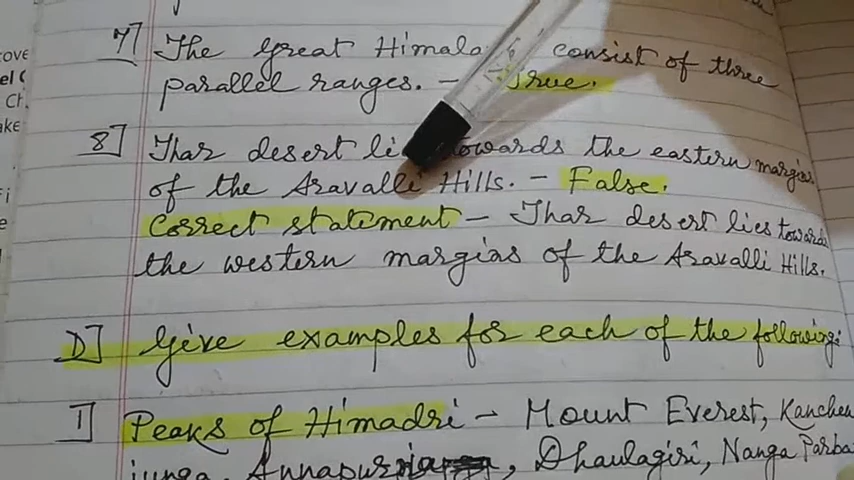 7] The Great Himala consist of three
parallel ranges. - True.
8] Thar desert li towards the eastern margins
of the Aravalli Hills. - False.
Correct statement - Thar desert lies towards
the western margins of the Aravalli Hills.
D] Give examples for each of the following:
1] Peaks of Himadri - Mount Everest, Kanchen
junga, Annapurna, Dhaulagiri, Nanga Parba